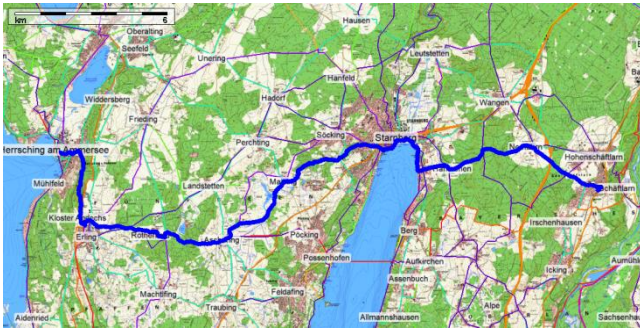 km 6
Oberalting
Seefeld
Hausen
Leutstetten
Unering
Hanfeld
Widdersberg
Hadorf
Wangen
Frieding
Perchting
Söcking
Starnberg
Herrsching am Ammersee
Hohenschäftlarn
Mühlfeld
Landstetten
Schäftlarn
Kloster Andechs
Erling
Irschenhausen
Berg
Pöcking
Possenhofen
Aufkirchen
Icking
Aumühle
Assenbuch
Feldafing
Machtlfing
Traubing
Aidenried
Allmannshausen
Alpe
Sachsenha